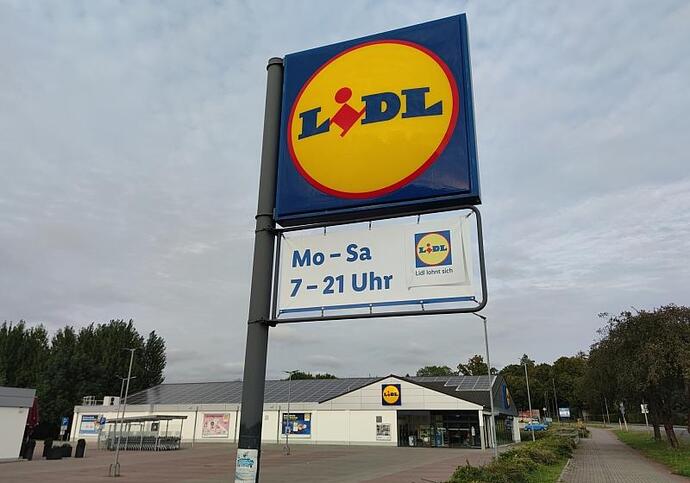 LIDL
Mo – Sa
7 – 21 Uhr
LIDL
Lidl lohnt sich
LIDL